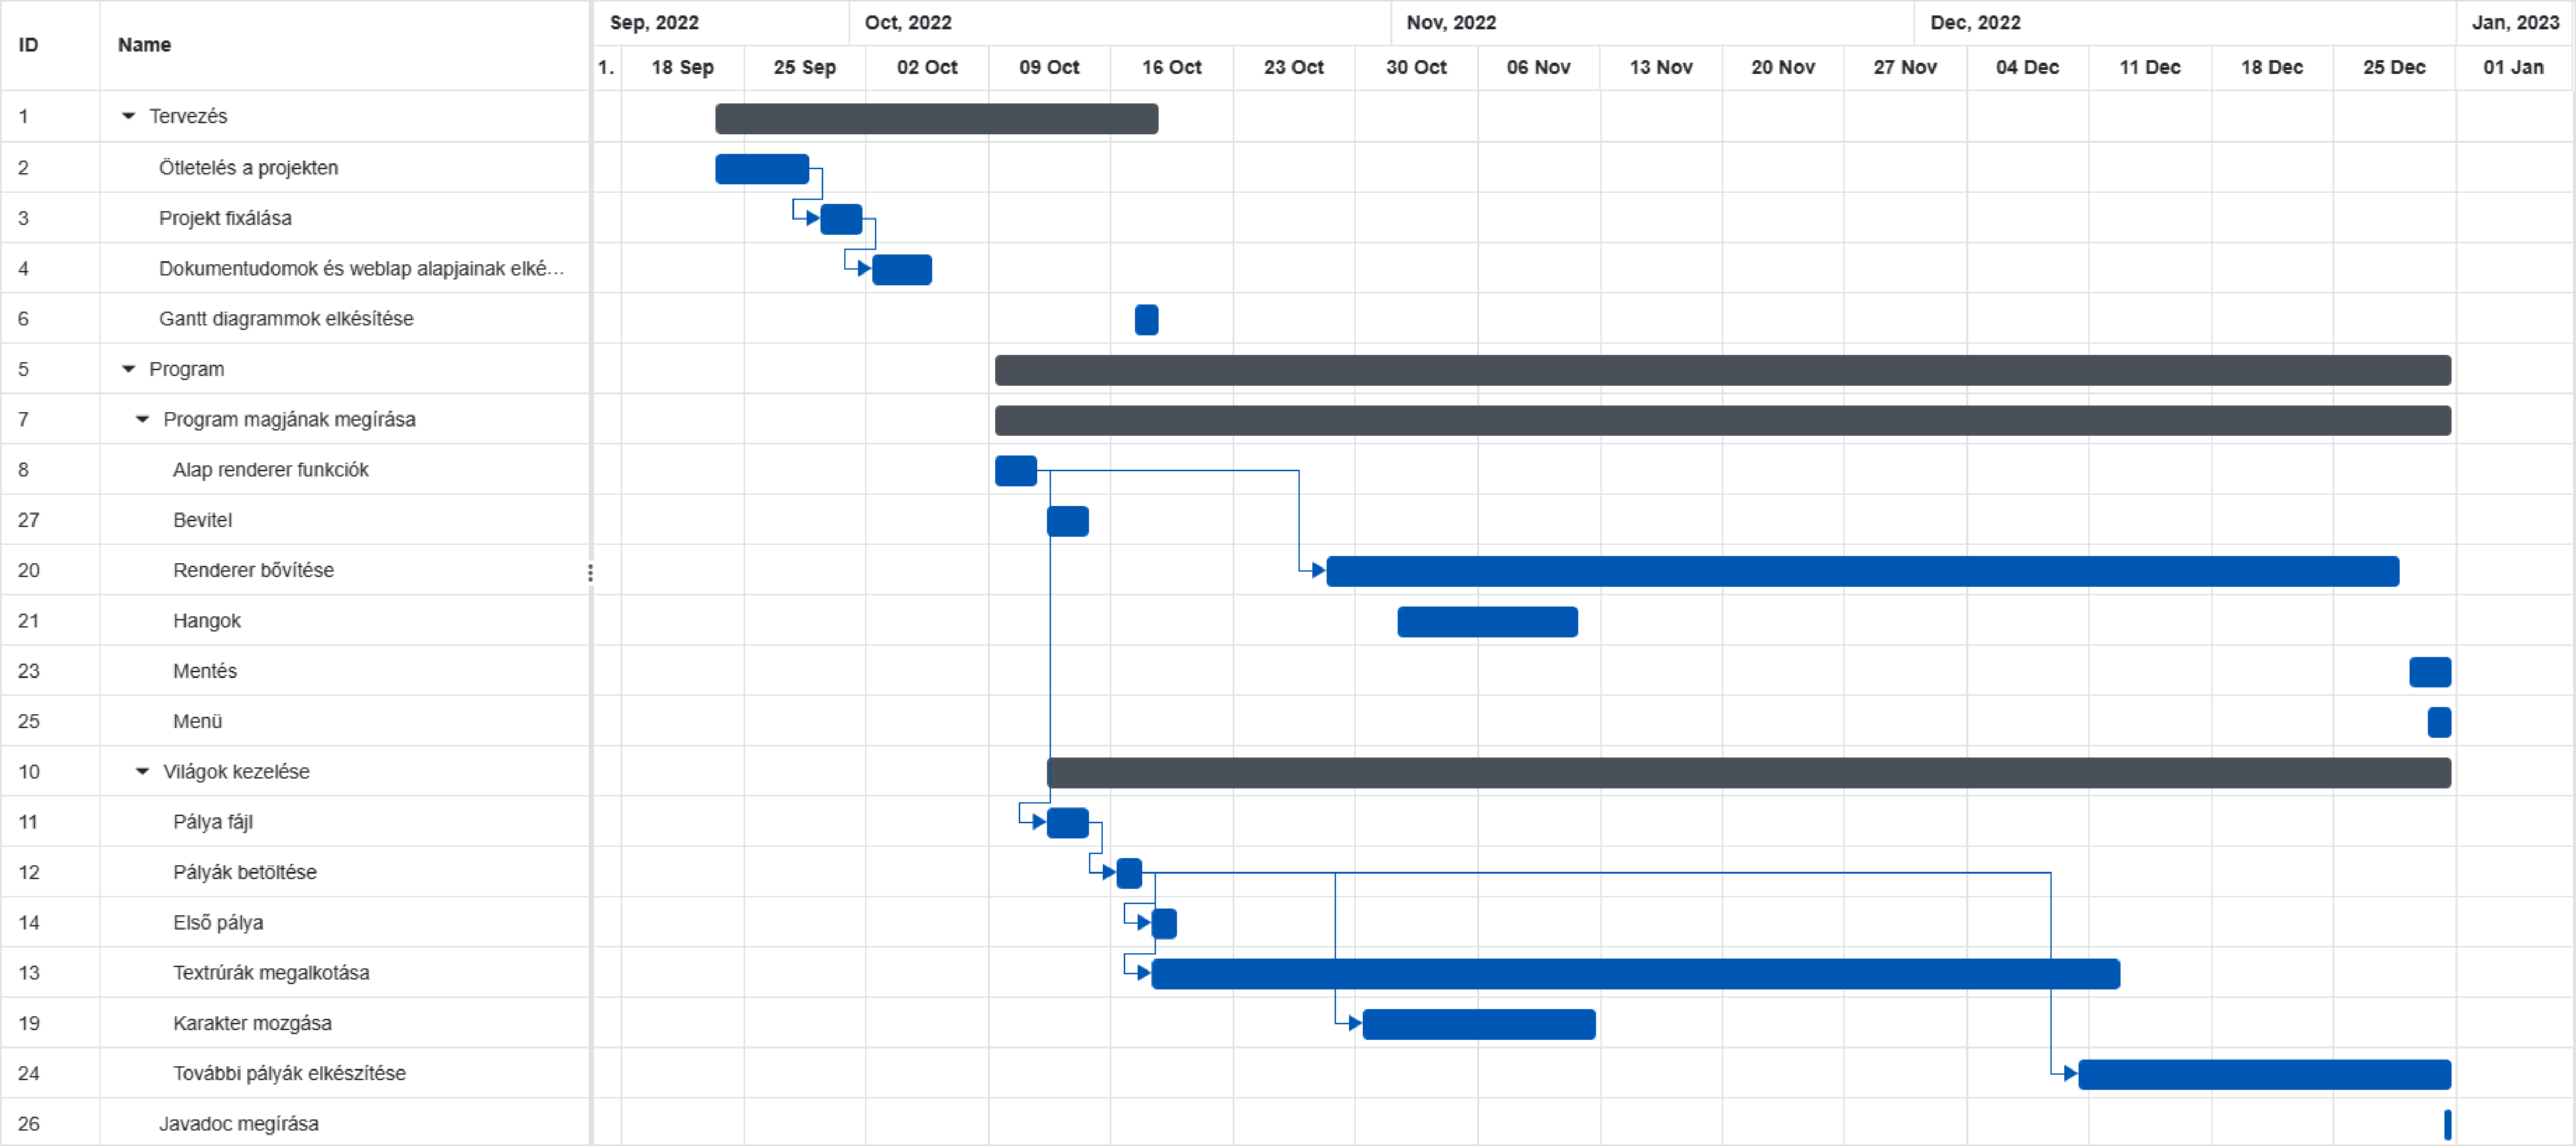 ID Name Sep, 2022 Oct, 2022 Nov, 2022 Dec, 2022 Jan, 2023
1. 18 Sep 25 Sep 02 Oct 09 Oct 16 Oct 23 Oct 30 Oct 06 Nov 13 Nov 20 Nov 27 Nov 04 Dec 11 Dec 18 Dec 25 Dec 01 Jan
1 Tervezés
2 Ötletelés a projekten
3 Projekt fixálása
4 Dokumentudomok és weblap alapjainak elké...
6 Gantt diagrammok elkésítése
5 Program
7 Program magjának megírása
8 Alap renderer funkciók
27 Bevitel
20 Renderer bővítése
21 Hangok
23 Mentés
25 Menü
10 Világok kezelése
11 Pálya fájl
12 Pályák betöltése
14 Első pálya
13 Textrúrák megalkotása
19 Karakter mozgása
24 További pályák elkészítése
26 Javadoc megírása